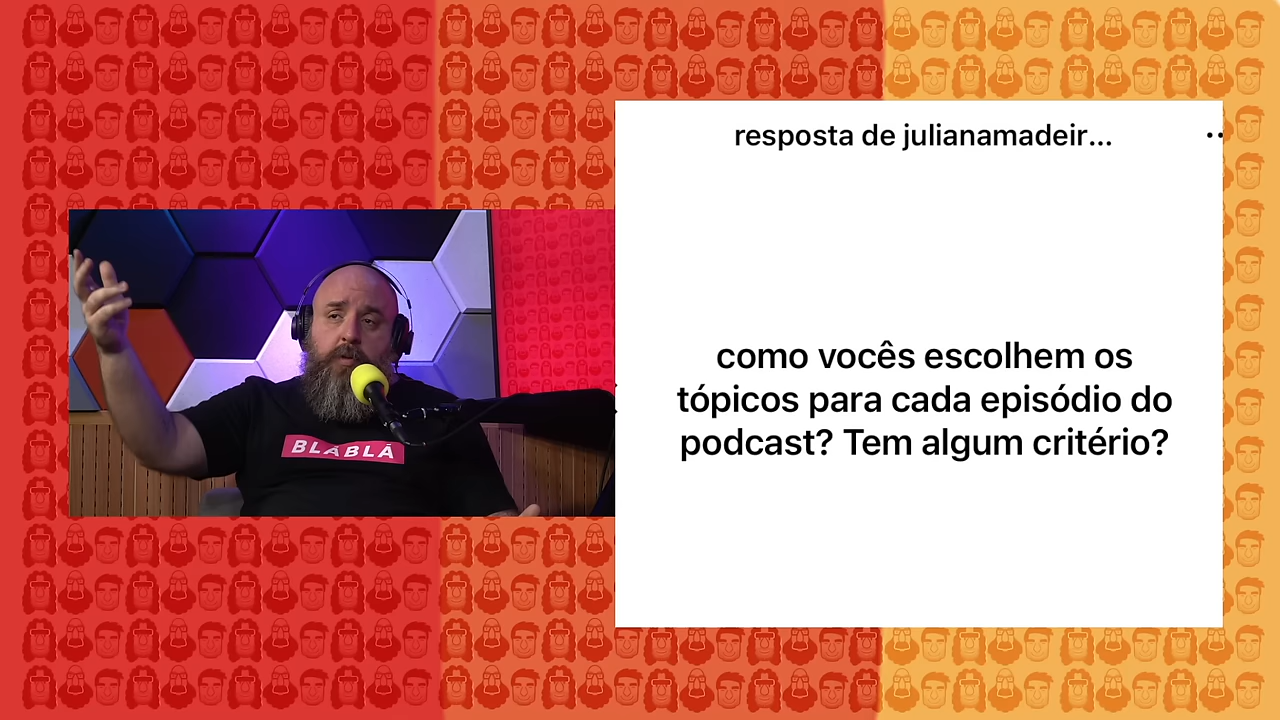 resposta de julianamadeir...
como vocês escolhem os
tópicos para cada episódio do
podcast? Tem algum critério?
BLABLÁ